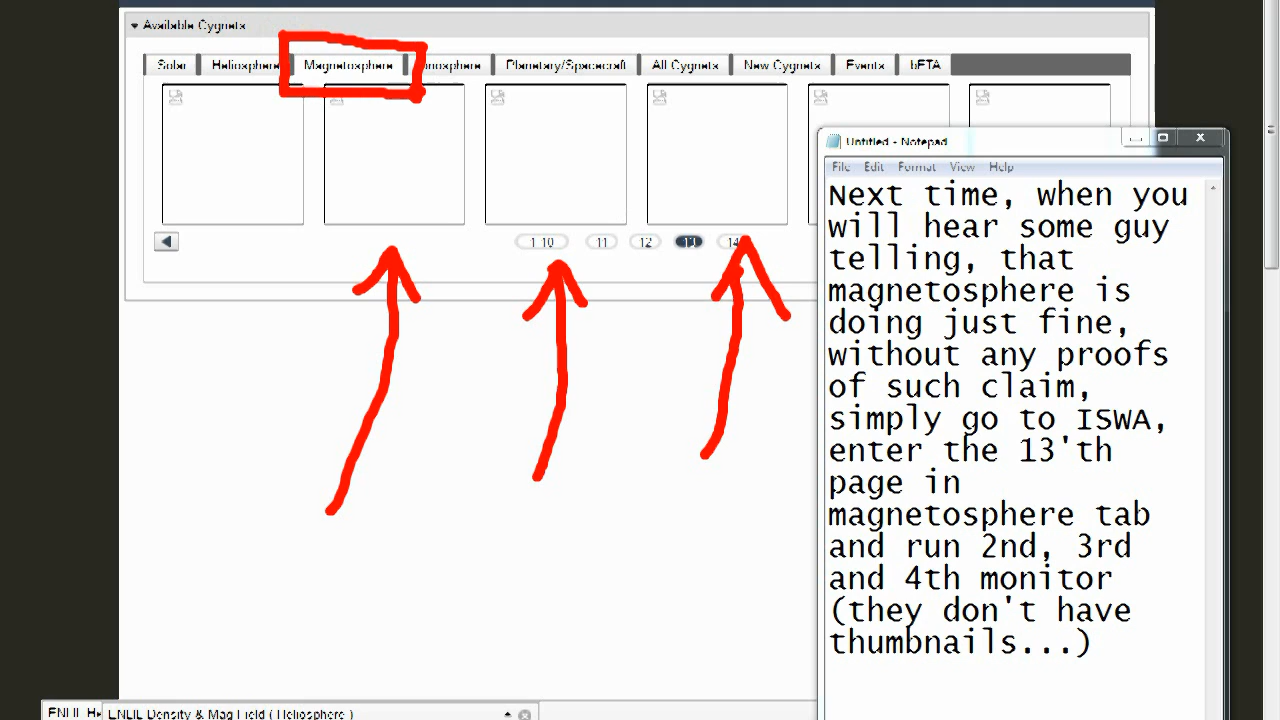 Available Cygnets
Solar Heliosphere Magnetosphere Ionosphere Planetary/Spacecraft All Cygnets New Cygnets Events bETA
1-10 11 12 13 14
Untitled - Notepad
File Edit Format View Help
Next time, when you
will hear some guy
telling, that
magnetosphere is
doing just fine,
without any proofs
of such claim,
simply go to ISWA,
enter the 13'th
page in
magnetosphere tab
and run 2nd, 3rd
and 4th monitor
(they don't have
thumbnails...)
ENLIL ENLIL Density & Mag Field ( Heliosphere )